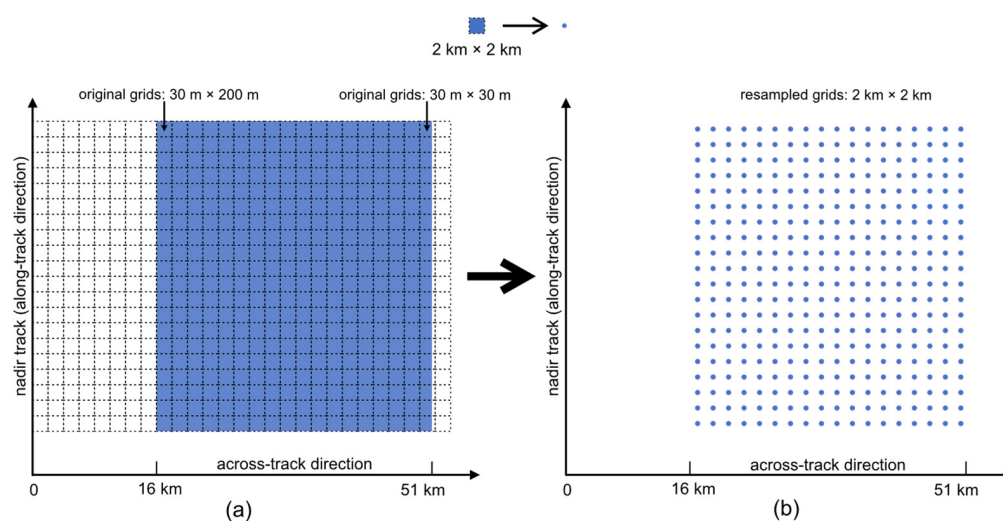 2 km × 2 km
original grids: 30 m × 200 m
original grids: 30 m × 30 m
nadir track (along-track direction)
across-track direction
0
16 km
51 km
(a)
resampled grids: 2 km × 2 km
nadir track (along-track direction)
across-track direction
0
16 km
51 km
(b)